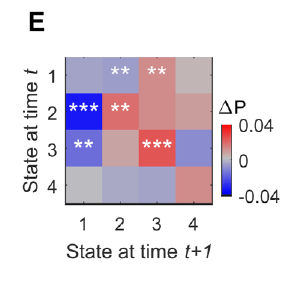 E
1 ** **
2 *** **
3 ** ***
4
1 2 3 4
State at time t
State at time t+1
ΔP
0.04
0
-0.04